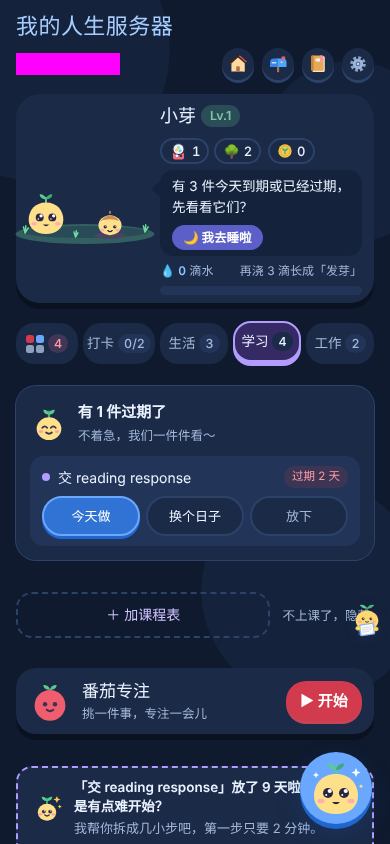 我的人生服务器
小芽 Lv.1
1 2 0
有 3 件今天到期或已经过期，
先看看它们?
我去睡啦
0 滴水 再浇 3 滴长成「发芽」
4 打卡 0/2 生活 3 学习 4 工作 2
有 1 件过期了
不着急，我们一件件看～
交 reading response 过期 2 天
今天做 换个日子 放下
＋ 加课程表 不上课了，隐
番茄专注
挑一件事，专注一会儿
▶ 开始
「交 reading response」放了 9 天啦
是有点难开始？
我帮你拆成几小步吧，第一步只要 2 分钟。